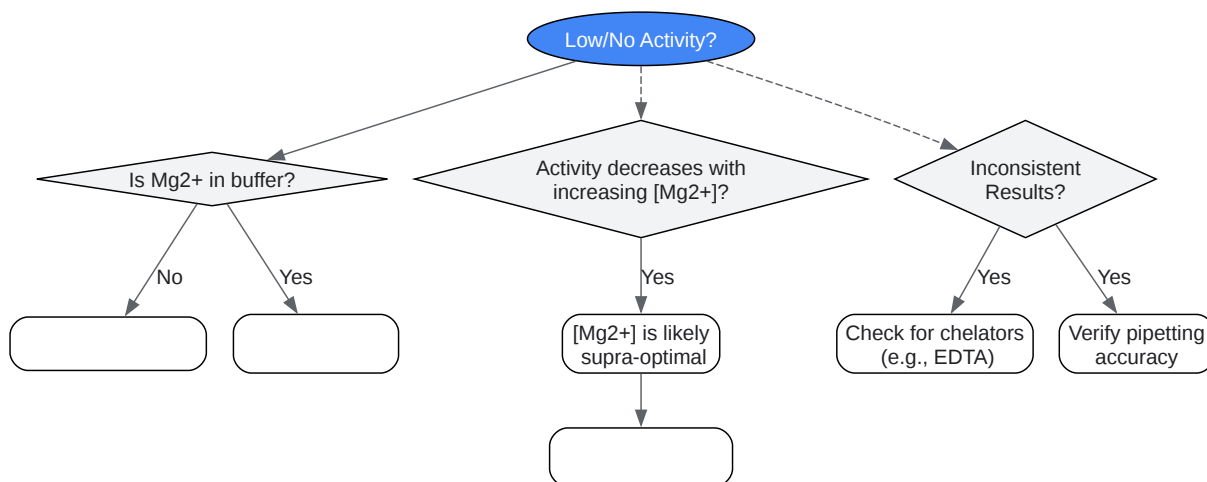 Low/No Activity?
Is Mg2+ in buffer?
Activity decreases with
increasing [Mg2+]?
Inconsistent
Results?
No
Yes
Yes
Yes
Yes
[Mg2+] is likely
supra-optimal
Check for chelators
(e.g., EDTA)
Verify pipetting
accuracy